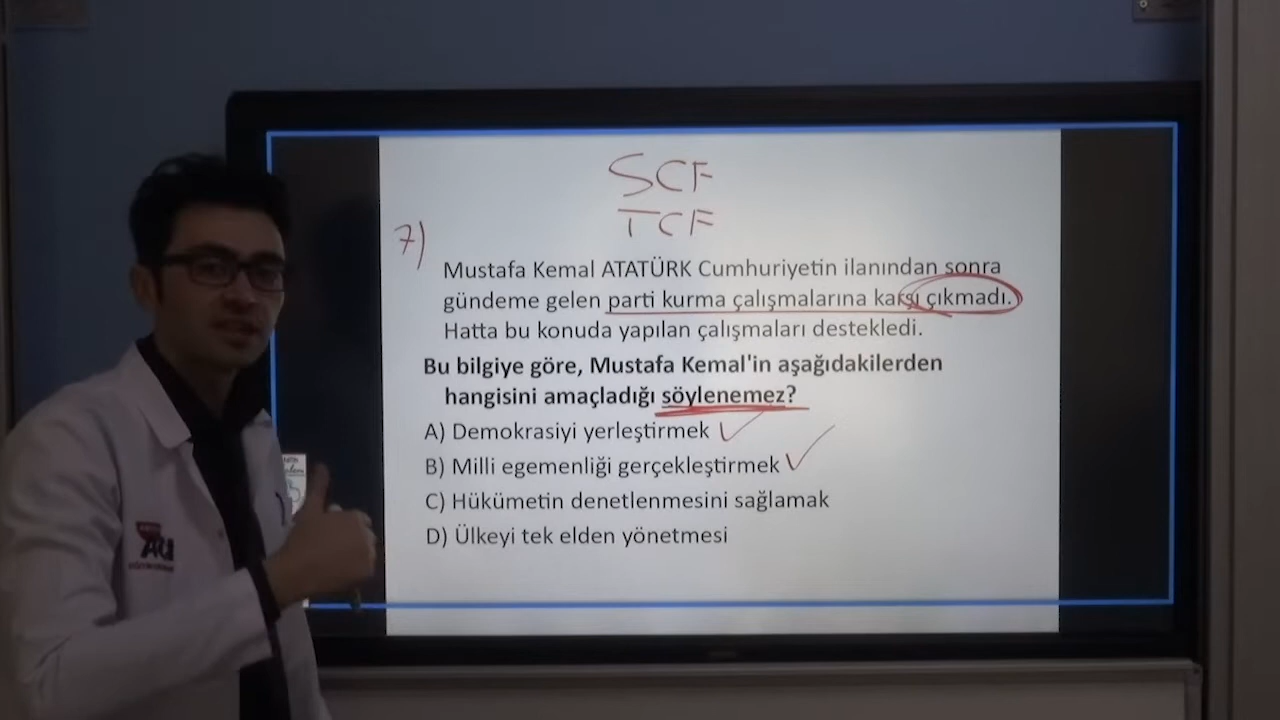 SCF
TCF
7)
Mustafa Kemal ATATÜRK Cumhuriyetin ilanından sonra
gündeme gelen parti kurma çalışmalarına karşı çıkmadı.
Hatta bu konuda yapılan çalışmaları destekledi.
Bu bilgiye göre, Mustafa Kemal'in aşağıdakilerden
hangisini amaçladığı söylenemez?
A) Demokrasiyi yerleştirmek
B) Milli egemenliği gerçekleştirmek
C) Hükümetin denetlenmesini sağlamak
D) Ülkeyi tek elden yönetmesi